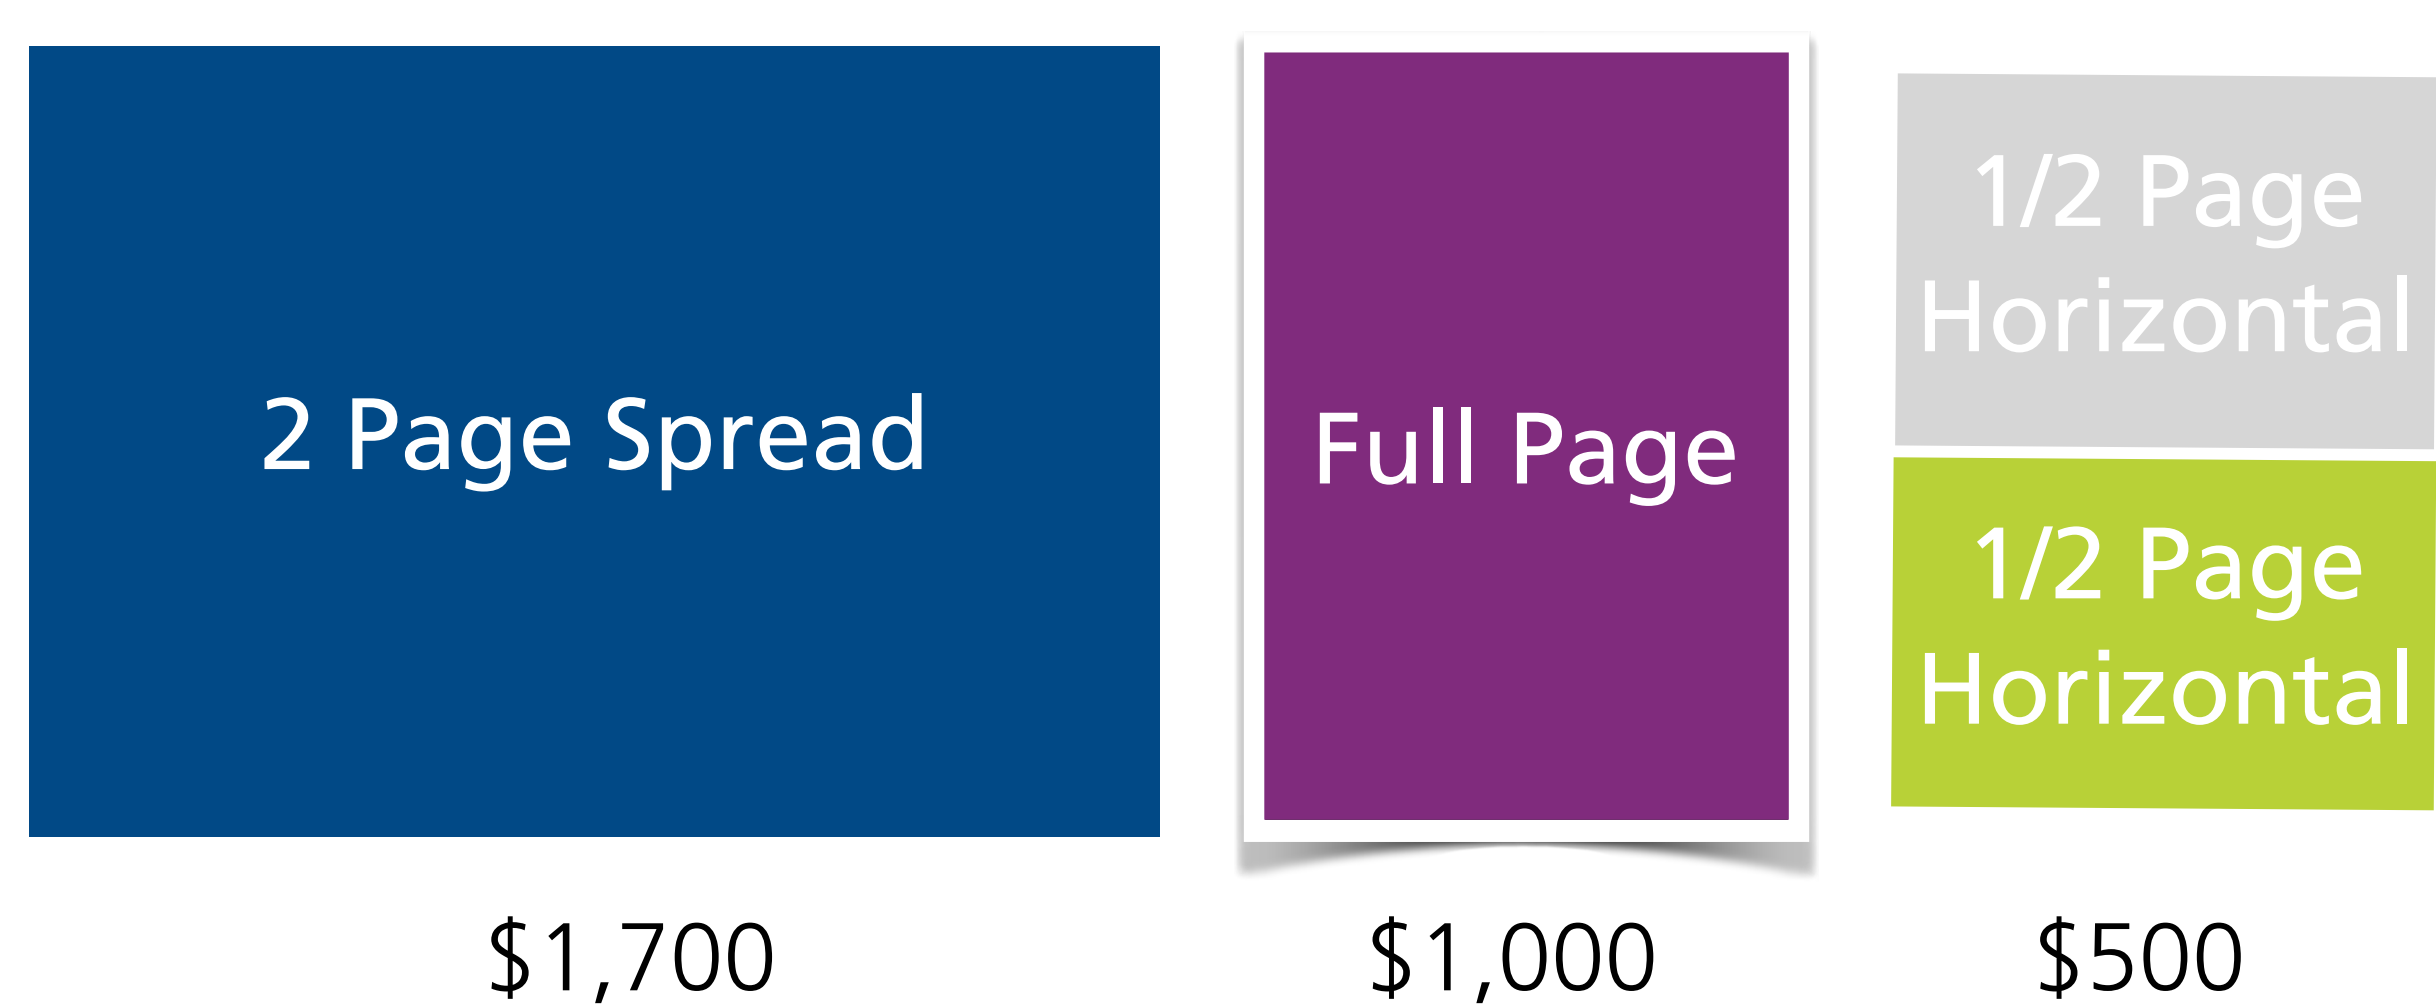 2 Page Spread
Full Page
1/2 Page
Horizontal
1/2 Page
Horizontal
$1,700
$1,000
$500